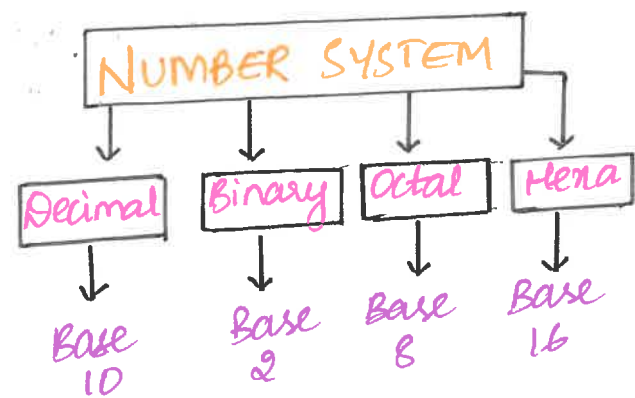 NUMBER SYSTEM
Decimal
Binary
Octal
Hexa
Base
10
Base
2
Base
8
Base
16